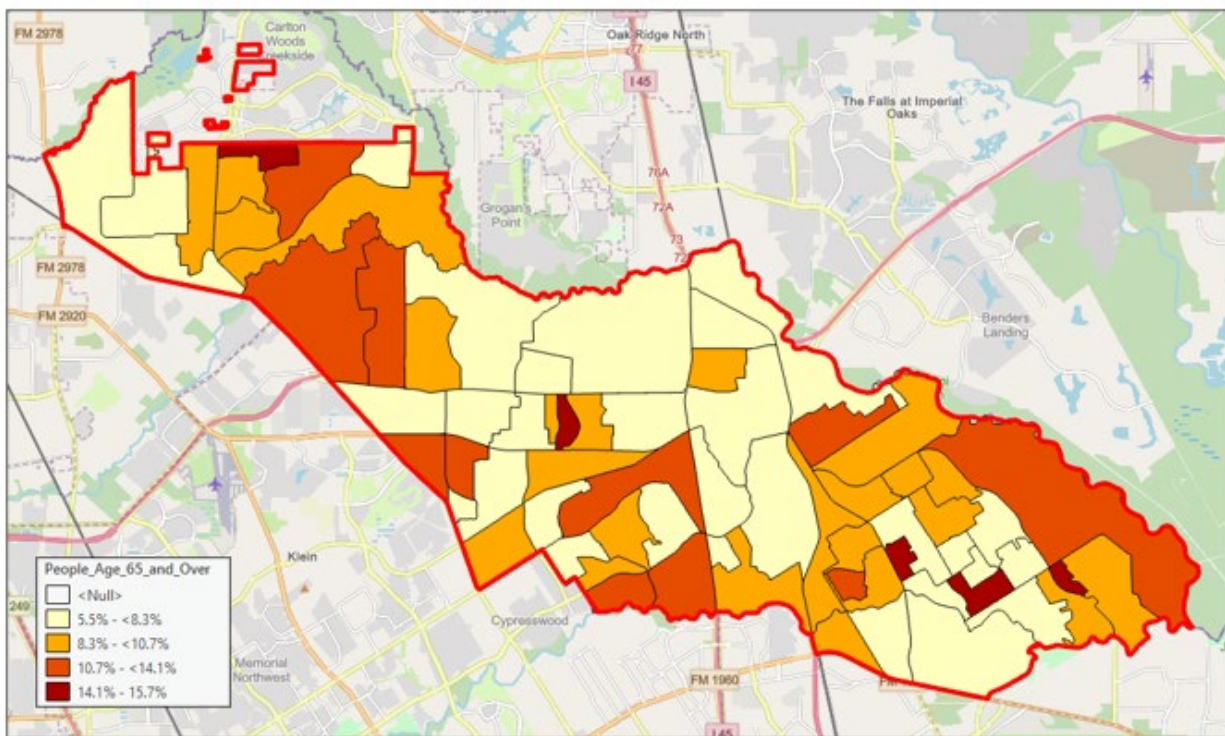 FM 2978
Carlton
Woods
Creekside
Oak Ridge North
77
I 45
The Falls at Imperial
Oaks
76A
72A
Grogan's
Point
73
72
FM 2978
FM 2920
Benders
Landing
Klein
People_Age_65_and_Over
<Null>
5.5% - <8.3%
8.3% - <10.7%
10.7% - <14.1%
14.1% - 15.7%
249
Cypresswood
Memorial
Northwest
FM 1960
I 45